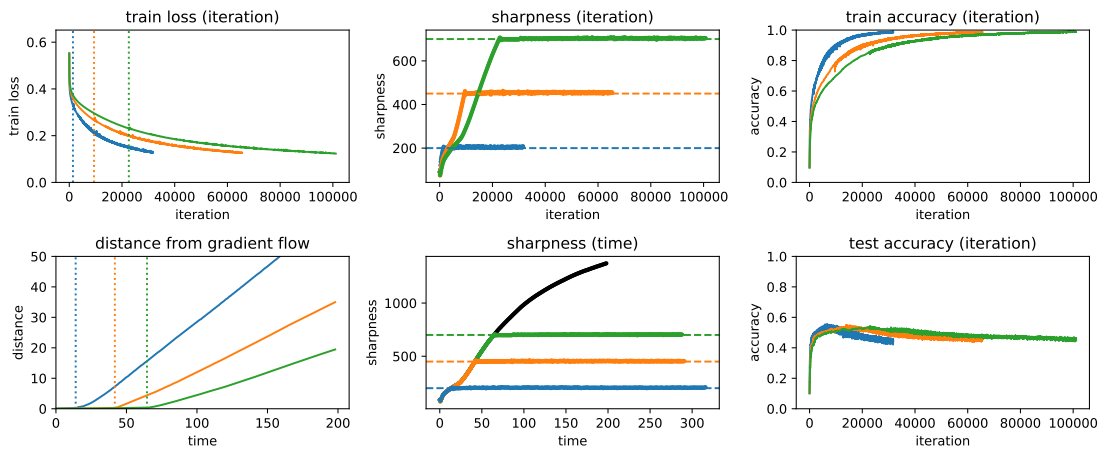 train loss (iteration)
train loss
0.6
0.4
0.2
0.0
0 20000 40000 60000 80000 100000
iteration
sharpness (iteration)
sharpness
600
400
200
0 20000 40000 60000 80000 100000
iteration
train accuracy (iteration)
accuracy
1.0
0.8
0.6
0.4
0.2
0.0
0 20000 40000 60000 80000 100000
iteration
distance from gradient flow
distance
50
40
30
20
10
0
0 50 100 150 200
time
sharpness (time)
sharpness
1000
500
0 50 100 150 200 250 300
time
test accuracy (iteration)
accuracy
1.0
0.8
0.6
0.4
0.2
0.0
0 20000 40000 60000 80000 100000
iteration